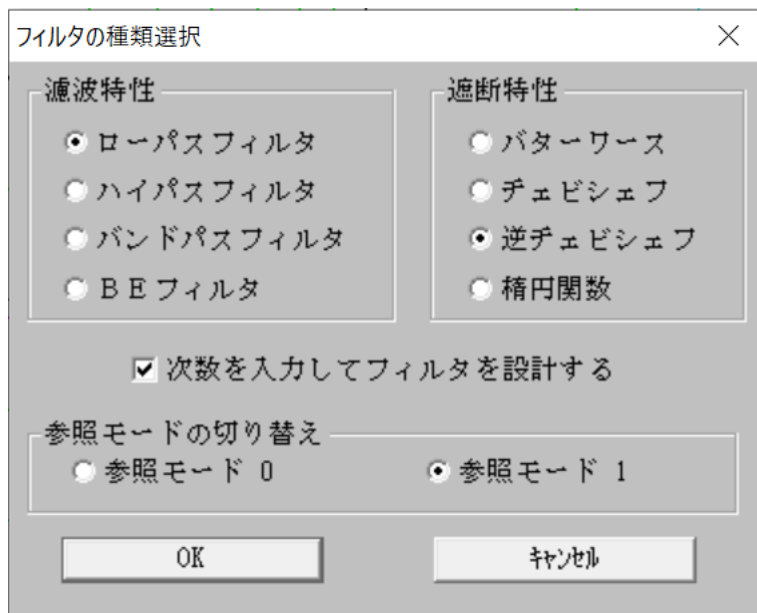 フィルタの種類選択
濾波特性
ローパスフィルタ
ハイパスフィルタ
バンドパスフィルタ
ＢＥフィルタ
遮断特性
バターワース
チェビシェフ
逆チェビシェフ
楕円関数
次数を入力してフィルタを設計する
参照モードの切り替え
参照モード 0
参照モード 1
OK
ｷｬﾝｾﾙ